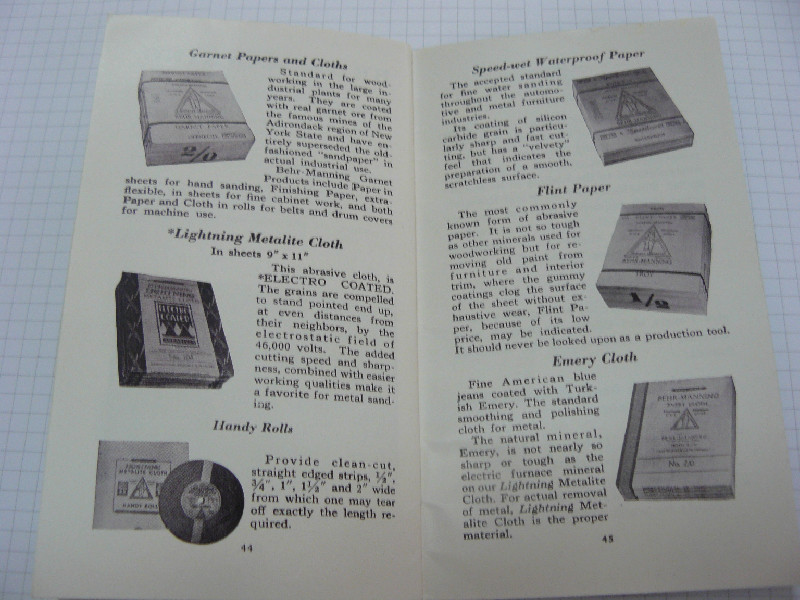 Garnet Papers and Cloths
Standard for wood-
working in the large in-
dustrial plants for many
years. They are coated
with real garnet ore from
the famous mines of the
Adirondack region of New
York State and have en-
tirely superseded the old-
fashioned "sandpaper" in
actual industrial use.
Behr-Manning Garnet
Products include Paper in
sheets for hand sanding, Finishing Paper, extra-
flexible, in sheets for fine cabinet work, and both
Paper and Cloth in rolls for belts and drum covers
for machine use.
2/0
*Lightning Metalite Cloth
In sheets 9" x 11"
This abrasive cloth, is
*ELECTRO COATED.
The grains are compelled
to stand pointed end up,
at even distances from
their neighbors, by the
electrostatic field of
46,000 volts. The added
cutting speed and sharp-
ness, combined with easier
working qualities make it
a favorite for metal sand-
ing.
ELECTRO
COATED
Handy Rolls
Provide clean-cut,
straight edged strips, ½",
¾", 1", 1½" and 2" wide
from which one may tear
off exactly the length re-
quired.
LIGHTNING
METALITE CLOTH
HANDY ROLL
44
Speed-wet Waterproof Paper
The accepted standard
for fine water sanding
throughout the automo-
tive and metal furniture
industries.
Its coating of silicon
carbide grain is particu-
larly sharp and fast cut-
ting, but has a "velvety"
feel that indicates the
preparation of a smooth,
scratchless surface.
Flint Paper
The most commonly
known form of abrasive
paper. It is not so tough
as other minerals used for
woodworking but for re-
moving old paint from
furniture and interior
trim, where the gummy
coatings clog the surface
of the sheet without ex-
haustive wear, Flint Pa-
per, because of its low
price, may be indicated.
It should never be looked upon as a production tool.
BEHR-MANNING
TROY
1/2
Emery Cloth
Fine American blue
jeans coated with Turk-
ish Emery. The standard
smoothing and polishing
cloth for metal.
The natural mineral,
Emery, is not nearly so
sharp or tough as the
electric furnace mineral
on our Lightning Metalite
Cloth. For actual removal
of metal, Lightning Met-
alite Cloth is the proper
material.
BEHR-MANNING
No. 2/0
45